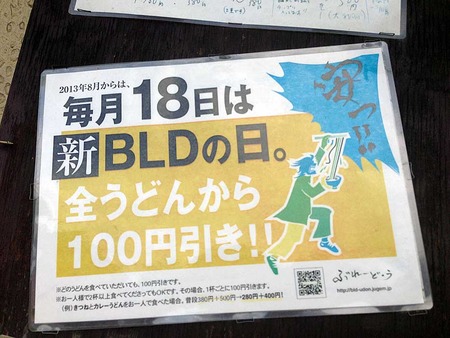 2013年8月からは、
毎月18日は
新BLDの日。
全うどんから
100円引き!!
※どのうどんを食べていただいても、100円引きです。
※お一人様で2杯以上食べてくださってもOKです。その場合、1杯ごとに100円引きます。
(例)きつねとカレーうどんをお一人で食べた場合、普段380円+500円→280円+400円!
ぶれーど・う
http://bld-udon.jugem.jp